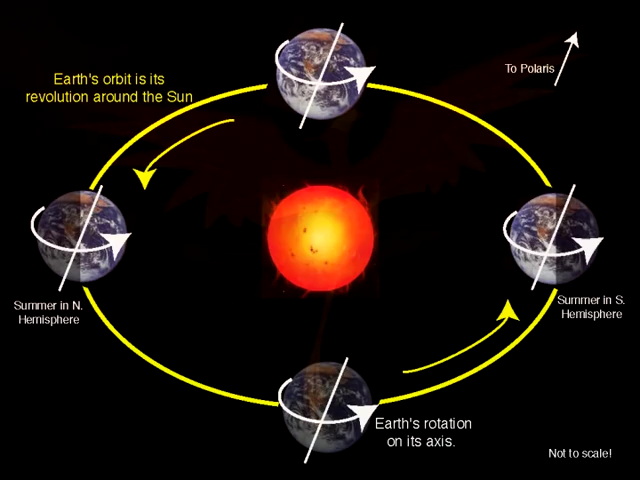 Earth's orbit is its
revolution around the Sun
To Polaris
Summer in N.
Hemisphere
Summer in S.
Hemisphere
Earth's rotation
on its axis.
Not to scale!